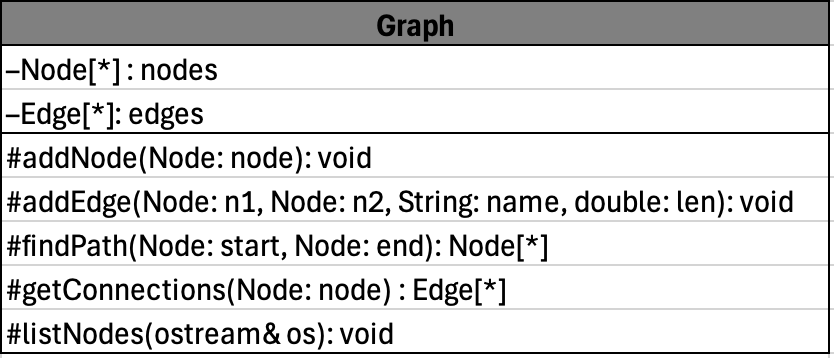 Graph
–Node[*] : nodes
–Edge[*]: edges
#addNode(Node: node): void
#addEdge(Node: n1, Node: n2, String: name, double: len): void
#findPath(Node: start, Node: end): Node[*]
#getConnections(Node: node) : Edge[*]
#listNodes(ostream& os): void